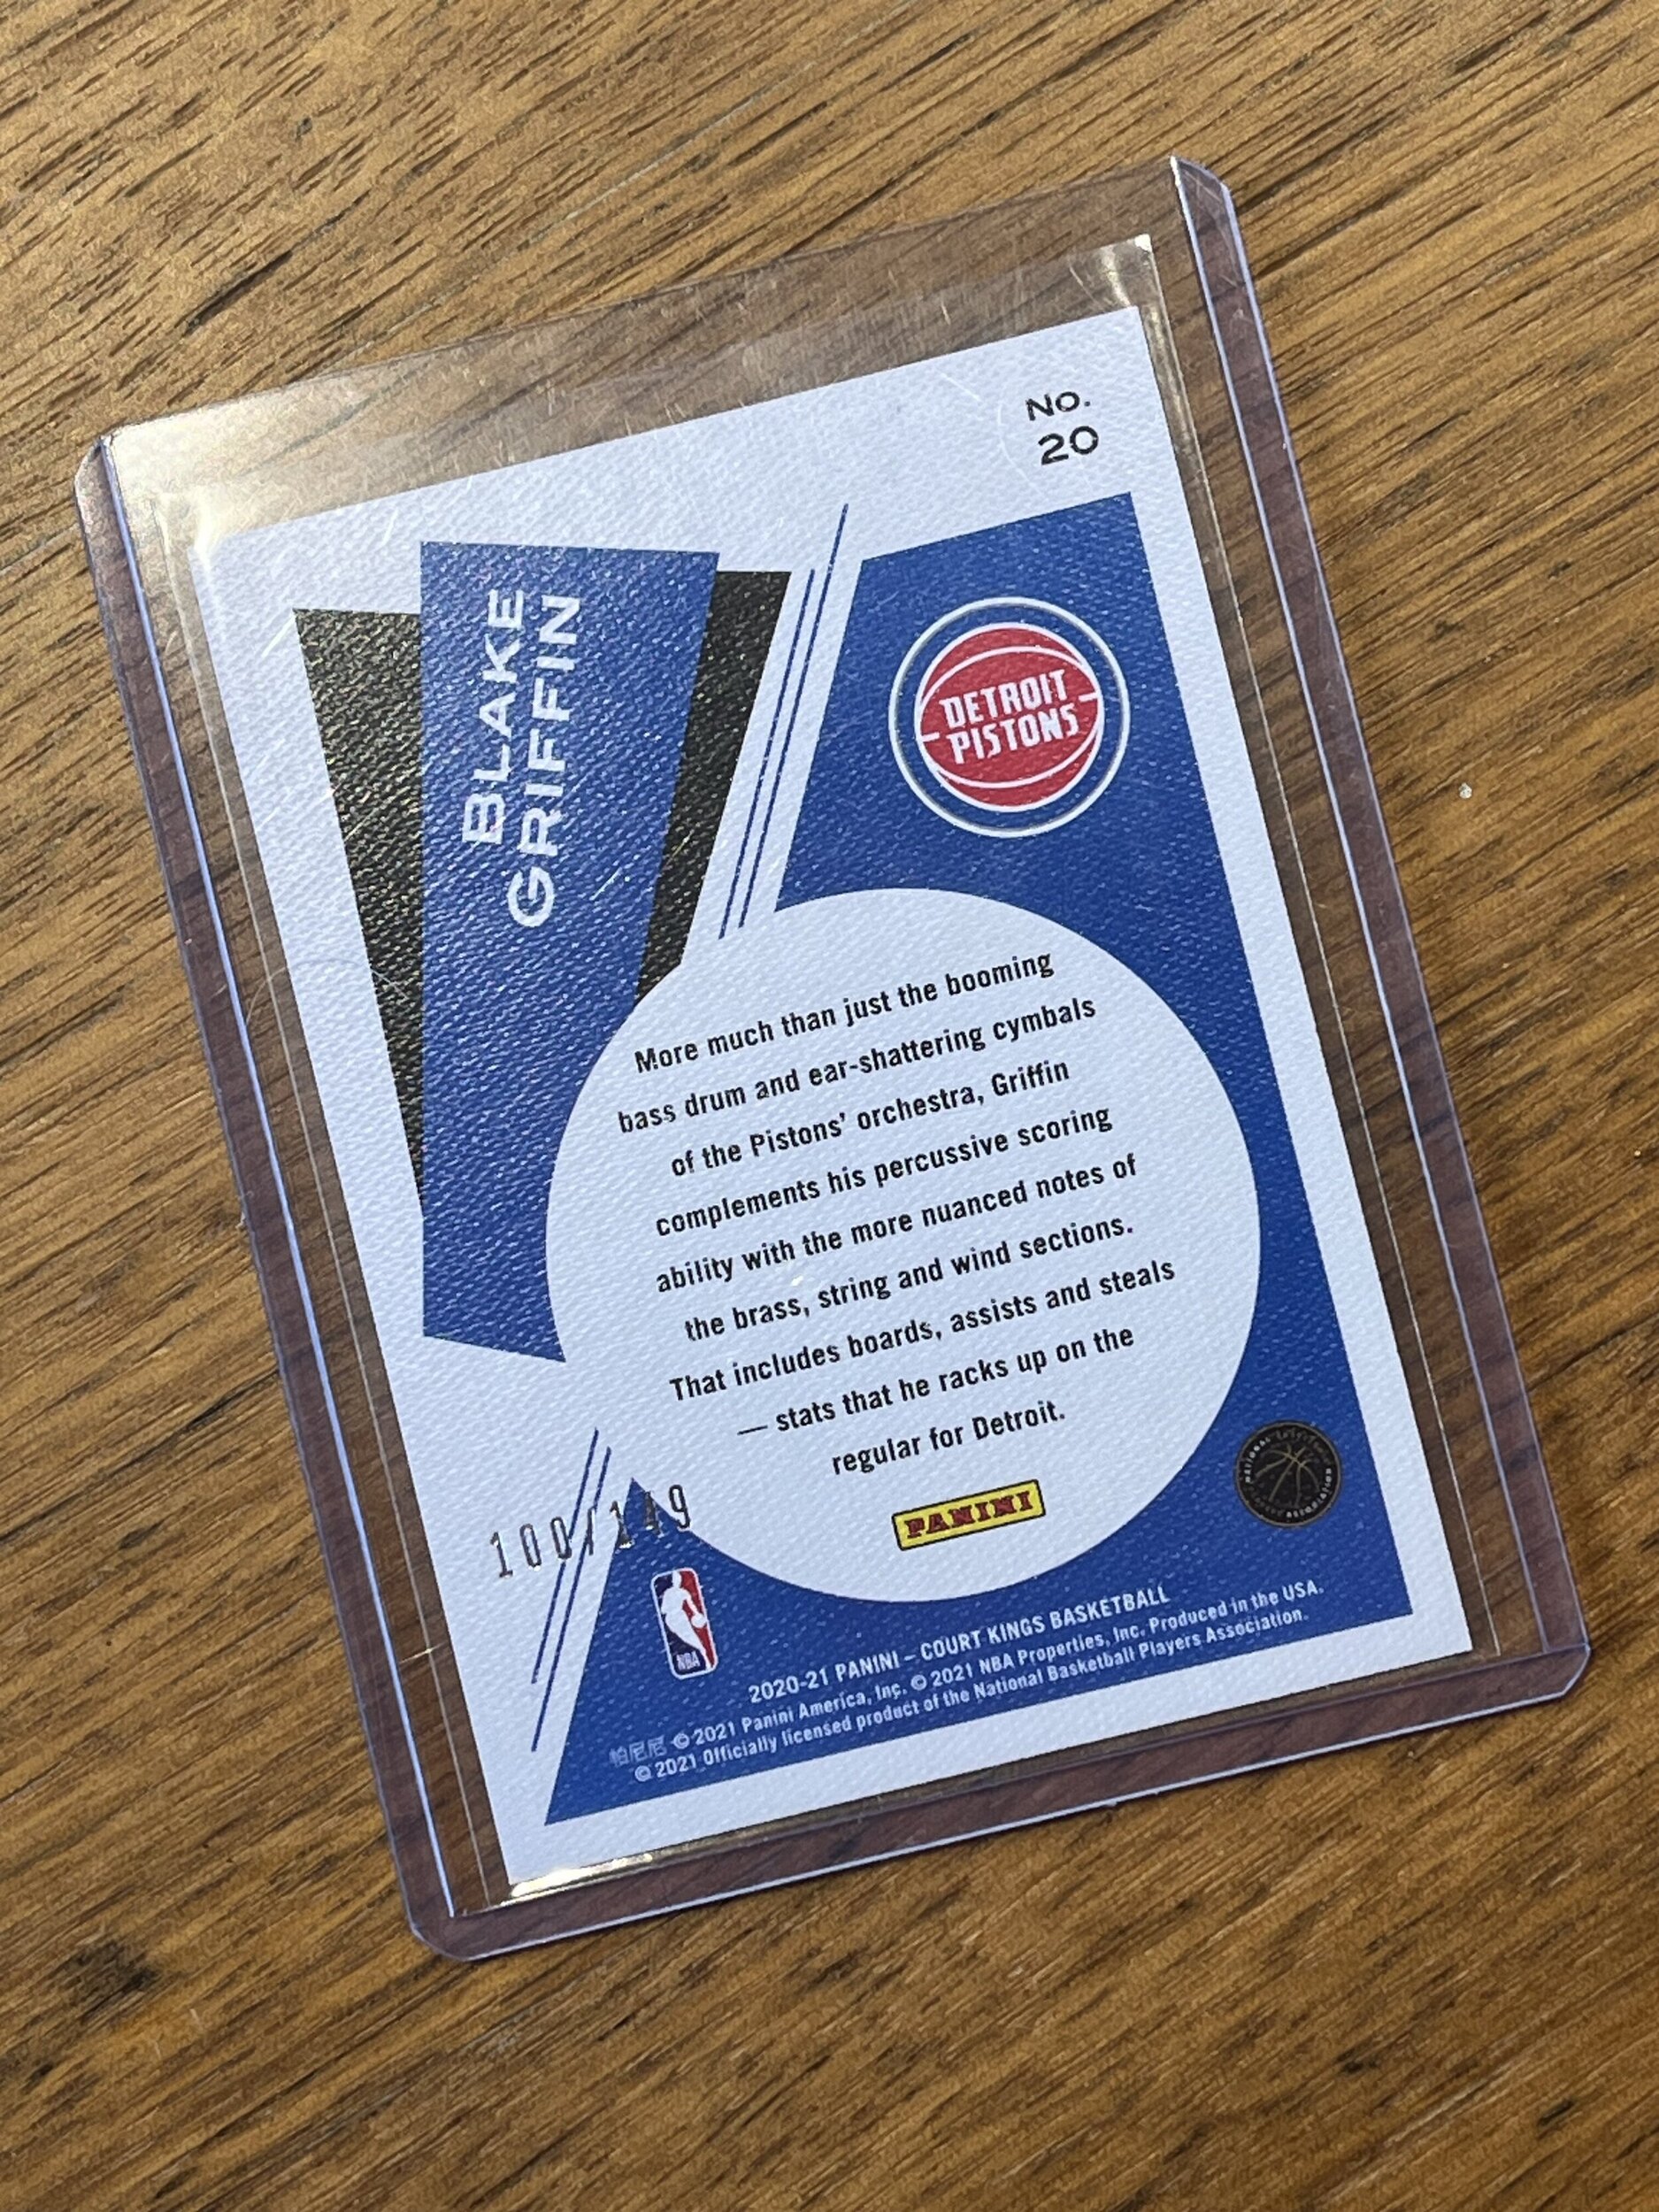 No.
20
BLAKE
GRIFFIN
DETROIT
PISTONS
More much than just the booming
bass drum and ear-shattering cymbals
of the Pistons’ orchestra, Griffin
complements his percussive scoring
ability with the more nuanced notes of
the brass, string and wind sections.
That includes boards, assists and steals
— stats that he racks up on the
regular for Detroit.
100/149
PANINI
NBA
2020-21 PANINI – COURT KINGS BASKETBALL
帕尼尼 © 2021 Panini America, Inc. © 2021 NBA Properties, Inc. Produced in the USA.
© 2021 Officially licensed product of the National Basketball Players Association.